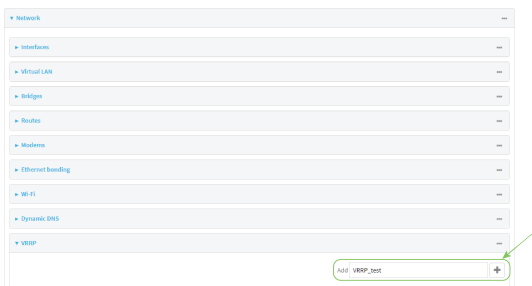 Network
Interfaces
Virtual LAN
Bridges
Routes
Modems
Ethernet bonding
Wi-Fi
Dynamic DNS
VRRP
Add VRRP_test